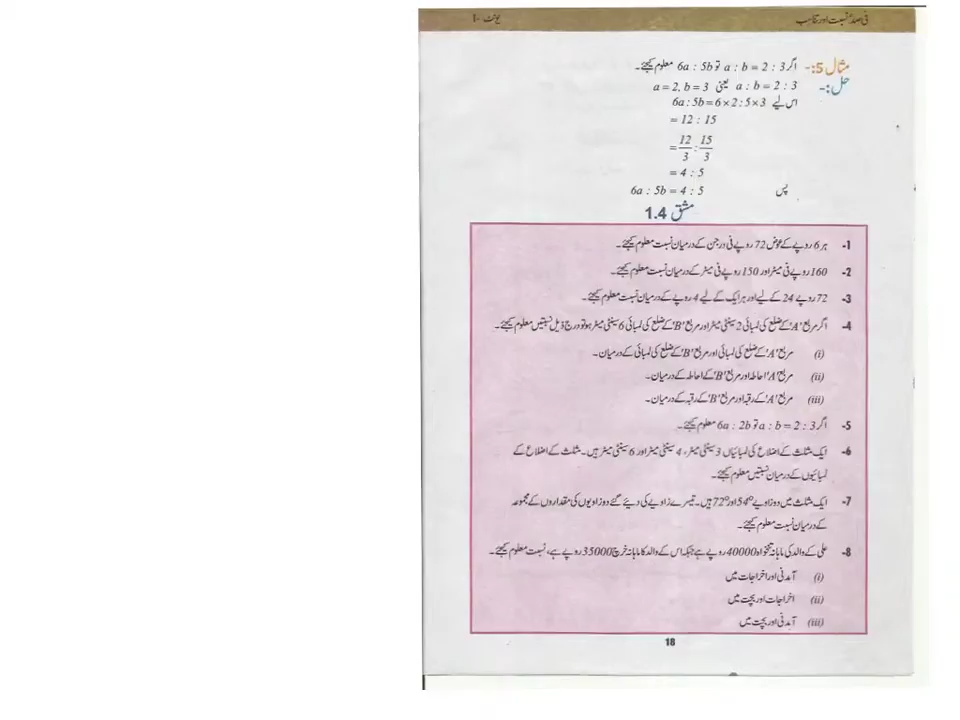 فی صد، نسبت اور تناسب
یونٹ -1
مثال 5:- اگر a : b = 2 : 3 تو 6a : 5b معلوم کیجئے۔
حل:- a : b = 2 : 3 یعنی a = 2, b = 3
اس لیے 6a : 5b = 6 × 2 : 5 × 3
= 12 : 15
= 12/3 : 15/3
= 4 : 5
پس 6a : 5b = 4 : 5
مشق 1.4
-1 ہر 6 روپے کے عوض 72 روپے فی درجن کے درمیان نسبت معلوم کیجئے۔
-2 160 روپے فی میٹر اور 150 روپے فی میٹر کے درمیان نسبت معلوم کیجئے۔
-3 72 روپے 24 کے لیے اور ہر ایک کے لیے 4 روپے کے درمیان نسبت معلوم کیجئے۔
-4 اگر مربع 'A' کے ضلع کی لمبائی 2 سینٹی میٹر اور مربع 'B' کے ضلع کی لمبائی 6 سینٹی میٹر ہو تو درج ذیل نسبتیں معلوم کیجئے۔
(i) مربع 'A' کے ضلع کی لمبائی اور مربع 'B' کے ضلع کی لمبائی کے درمیان۔
(ii) مربع 'A' احاطہ اور مربع 'B' کے احاطہ کے درمیان۔
(iii) مربع 'A' کے رقبہ اور مربع 'B' کے رقبہ کے درمیان۔
-5 اگر a : b = 2 : 3 تو 6a : 2b معلوم کیجئے۔
-6 ایک مثلث کے اضلاع کی لمبائیاں 3 سینٹی میٹر، 4 سینٹی میٹر اور 6 سینٹی میٹر ہیں۔ مثلث کے اضلاع کے
لمبائیوں کے درمیان نسبتیں معلوم کیجئے۔
-7 ایک مثلث میں دو زاویے 54° اور 72° ہیں۔ تیسرے زاویے کی دیئے گئے دو زاویوں کی مقداروں کے مجموعہ
کے درمیان نسبت معلوم کیجئے۔
-8 علی کے والد کی ماہانہ تنخواہ 40000 روپے ہے جبکہ اس کے والد کا ماہانہ خرچ 35000 روپے ہے، نسبت معلوم کیجئے۔
(i) آمدنی اور اخراجات میں
(ii) اخراجات اور بچت میں
(iii) آمدنی اور بچت میں
18